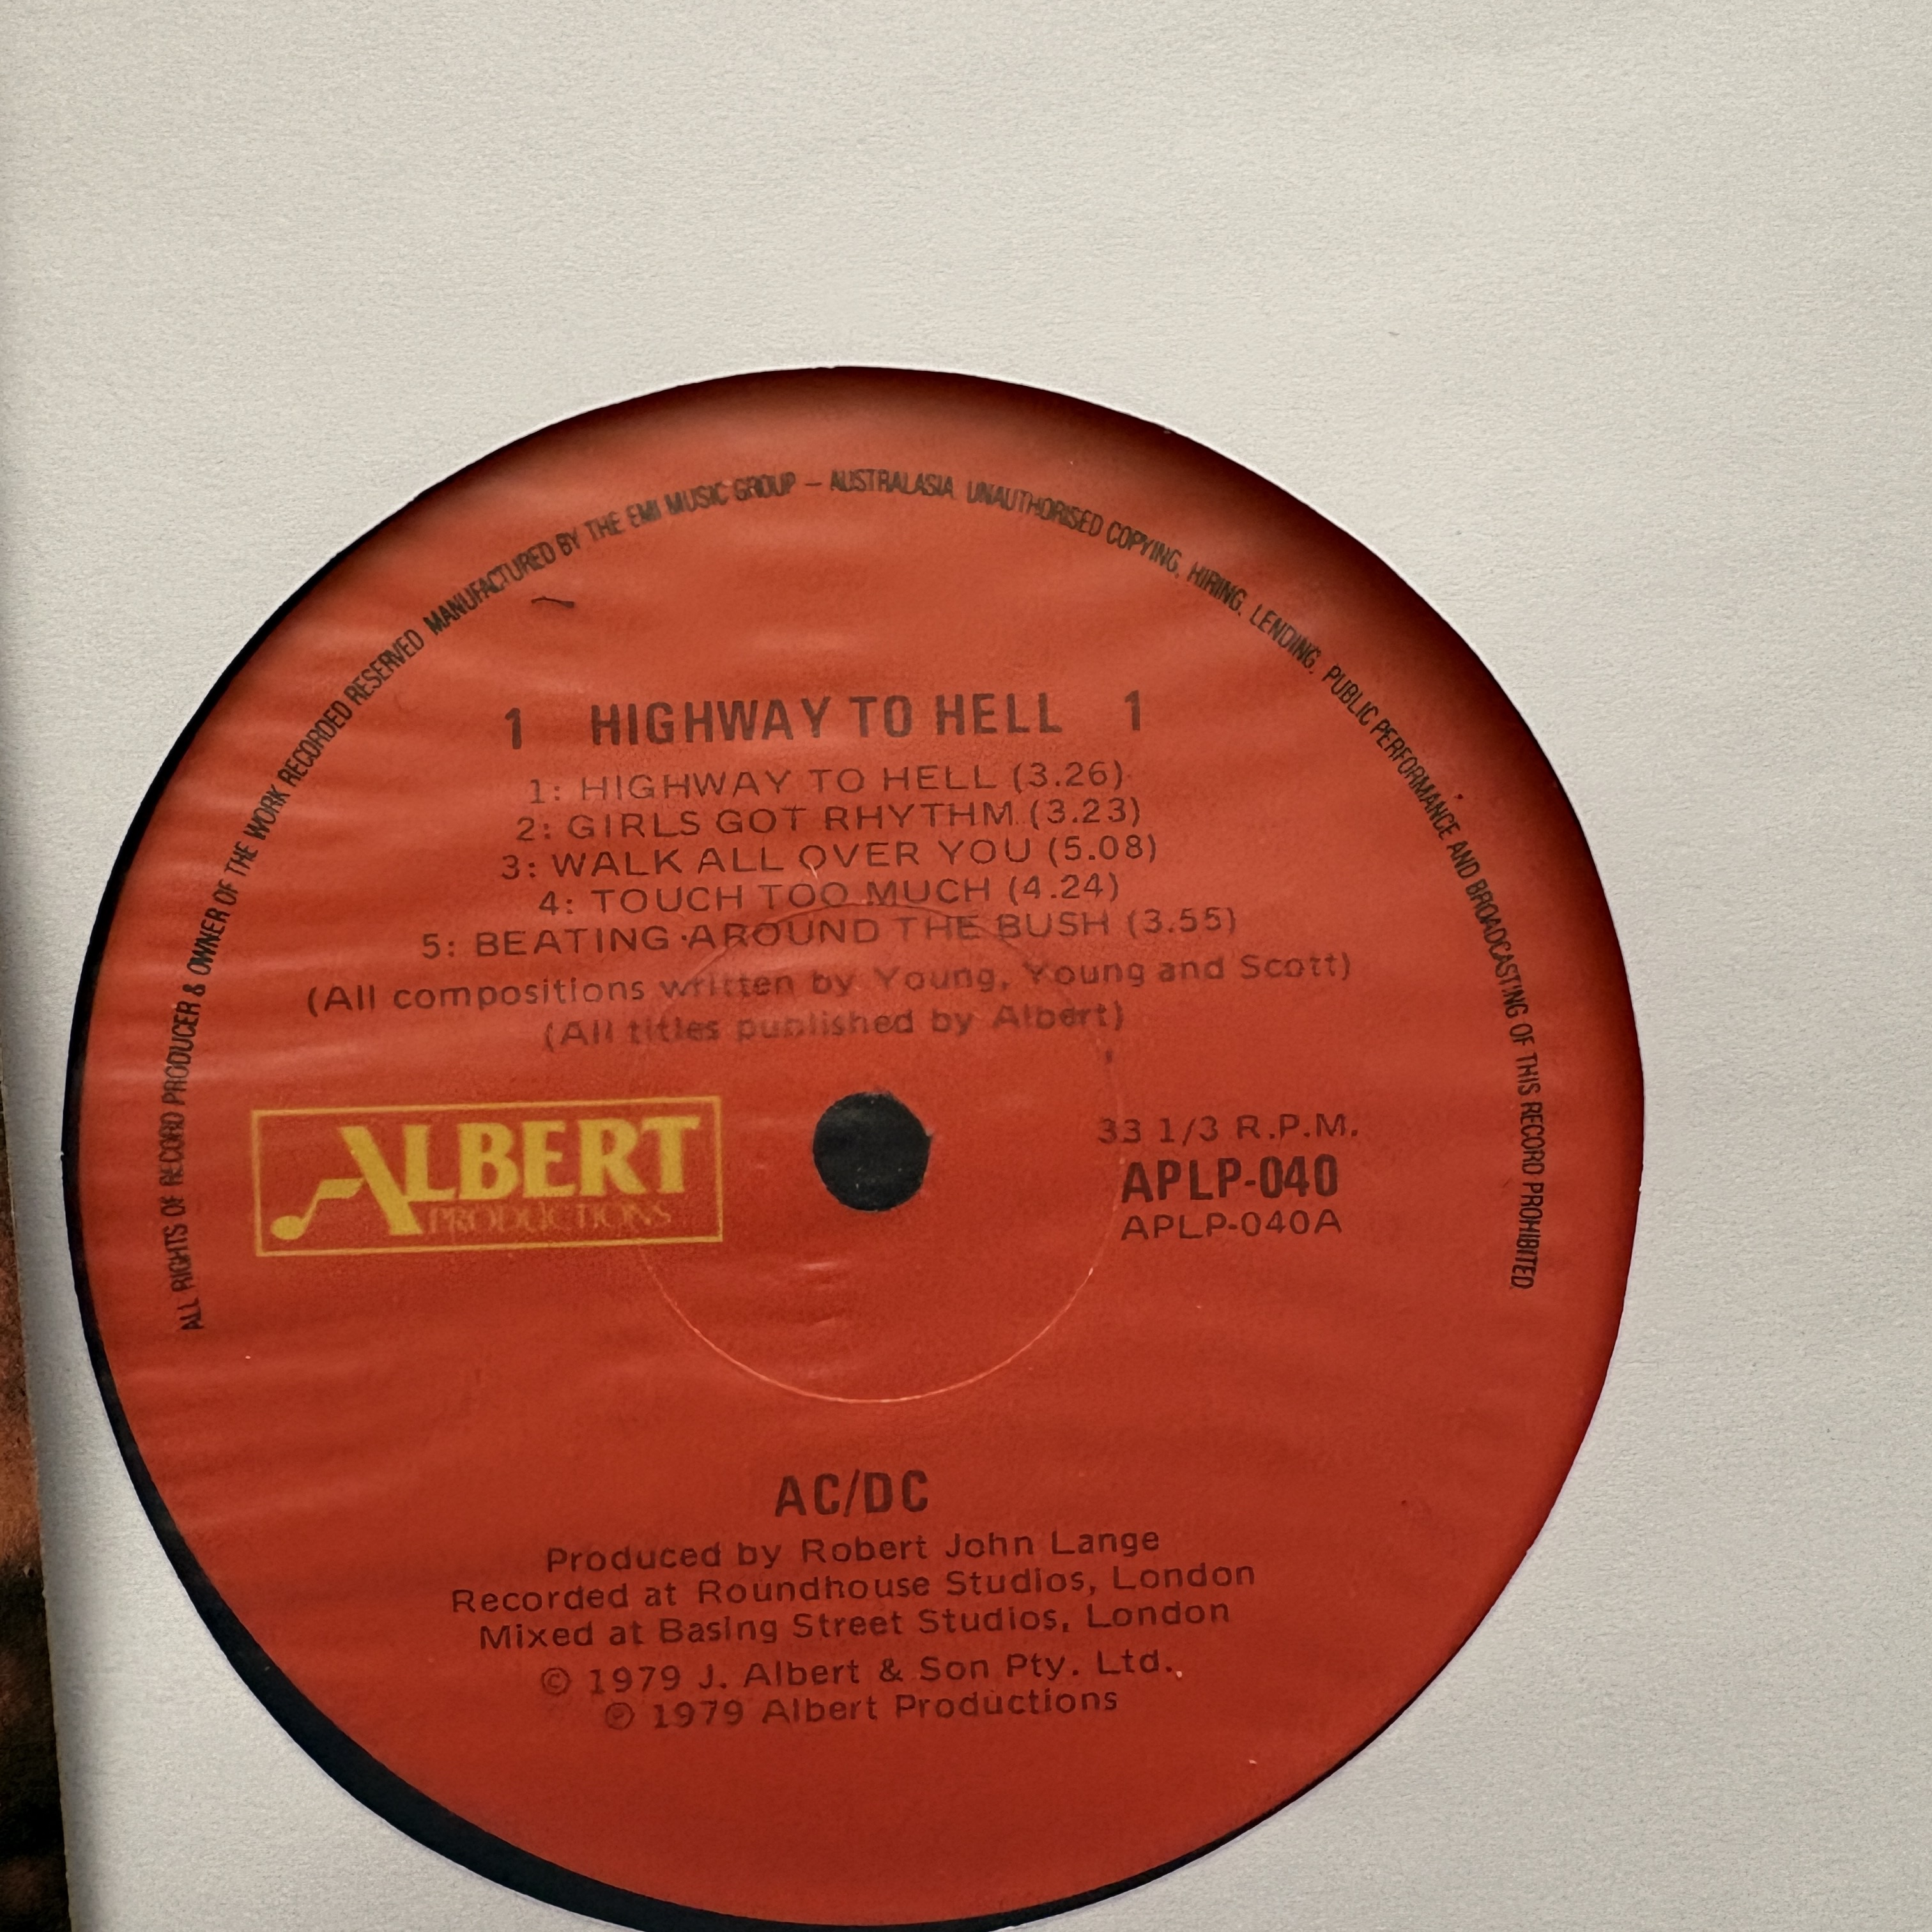 ALL RIGHTS OF RECORD PRODUCER & OWNER OF THE WORK RECORDED RESERVED MANUFACTURED BY THE EMI MUSIC GROUP – AUSTRALASIA. UNAUTHORISED COPYING, HIRING, LENDING, PUBLIC PERFORMANCE AND BROADCASTING OF THIS RECORD PROHIBITED
1 HIGHWAY TO HELL 1
1: HIGHWAY TO HELL (3.26)
2: GIRLS GOT RHYTHM (3.23)
3: WALK ALL OVER YOU (5.08)
4: TOUCH TOO MUCH (4.24)
5: BEATING AROUND THE BUSH (3.55)
(All compositions written by Young, Young and Scott)
(All titles published by Albert)
ALBERT
PRODUCTIONS
33 1/3 R.P.M.
APLP-040
APLP-040A
AC/DC
Produced by Robert John Lange
Recorded at Roundhouse Studios, London
Mixed at Basing Street Studios, London
© 1979 J. Albert & Son Pty. Ltd.
℗ 1979 Albert Productions